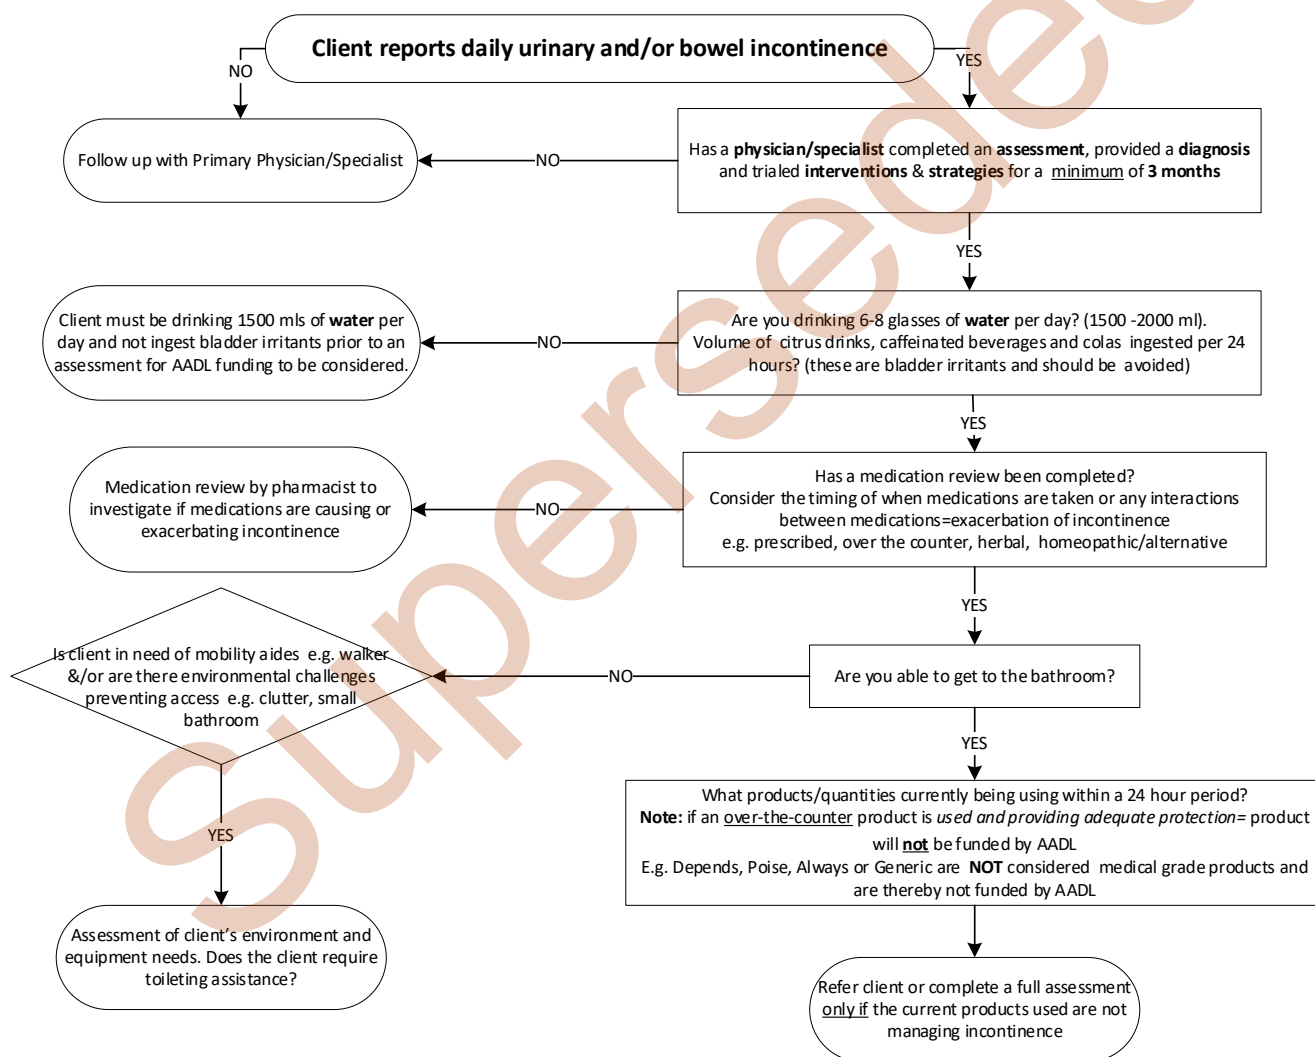 Client reports daily urinary and/or bowel incontinence
NO
YES
Follow up with Primary Physician/Specialist
NO
Has a physician/specialist completed an assessment, provided a diagnosis
and trialed interventions & strategies for a minimum of 3 months
YES
Client must be drinking 1500 mls of water per
day and not ingest bladder irritants prior to an
assessment for AADL funding to be considered.
NO
Are you drinking 6-8 glasses of water per day? (1500 -2000 ml).
Volume of citrus drinks, caffeinated beverages and colas ingested per 24
hours? (these are bladder irritants and should be avoided)
YES
Medication review by pharmacist to
investigate if medications are causing or
exacerbating incontinence
NO
Has a medication review been completed?
Consider the timing of when medications are taken or any interactions
between medications=exacerbation of incontinence
e.g. prescribed, over the counter, herbal, homeopathic/alternative
YES
Is client in need of mobility aides e.g. walker
&/or are there environmental challenges
preventing access e.g. clutter, small
bathroom
NO
Are you able to get to the bathroom?
YES
YES
What products/quantities currently being using within a 24 hour period?
Note: if an over-the-counter product is used and providing adequate protection= product
will not be funded by AADL
E.g. Depends, Poise, Always or Generic are NOT considered medical grade products and
are thereby not funded by AADL
Assessment of client's environment and
equipment needs. Does the client require
toileting assistance?
Refer client or complete a full assessment
only if the current products used are not
managing incontinence
Superseded